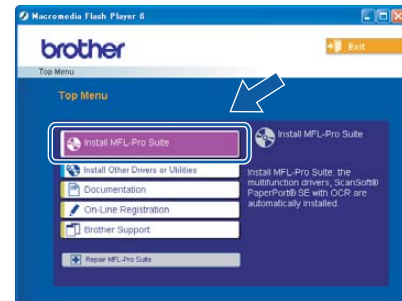 Macromedia Flash Player 6
brother
Exit
Top Menu
Top Menu
Install MFL-Pro Suite
Install Other Drivers or Utilities
Documentation
On-Line Registration
Brother Support
Repair MFL-Pro Suite
Install MFL-Pro Suite
Install MFL-Pro Suite: the
multifunction drivers, ScanSoft®
PaperPort® SE with OCR are
automatically installed.